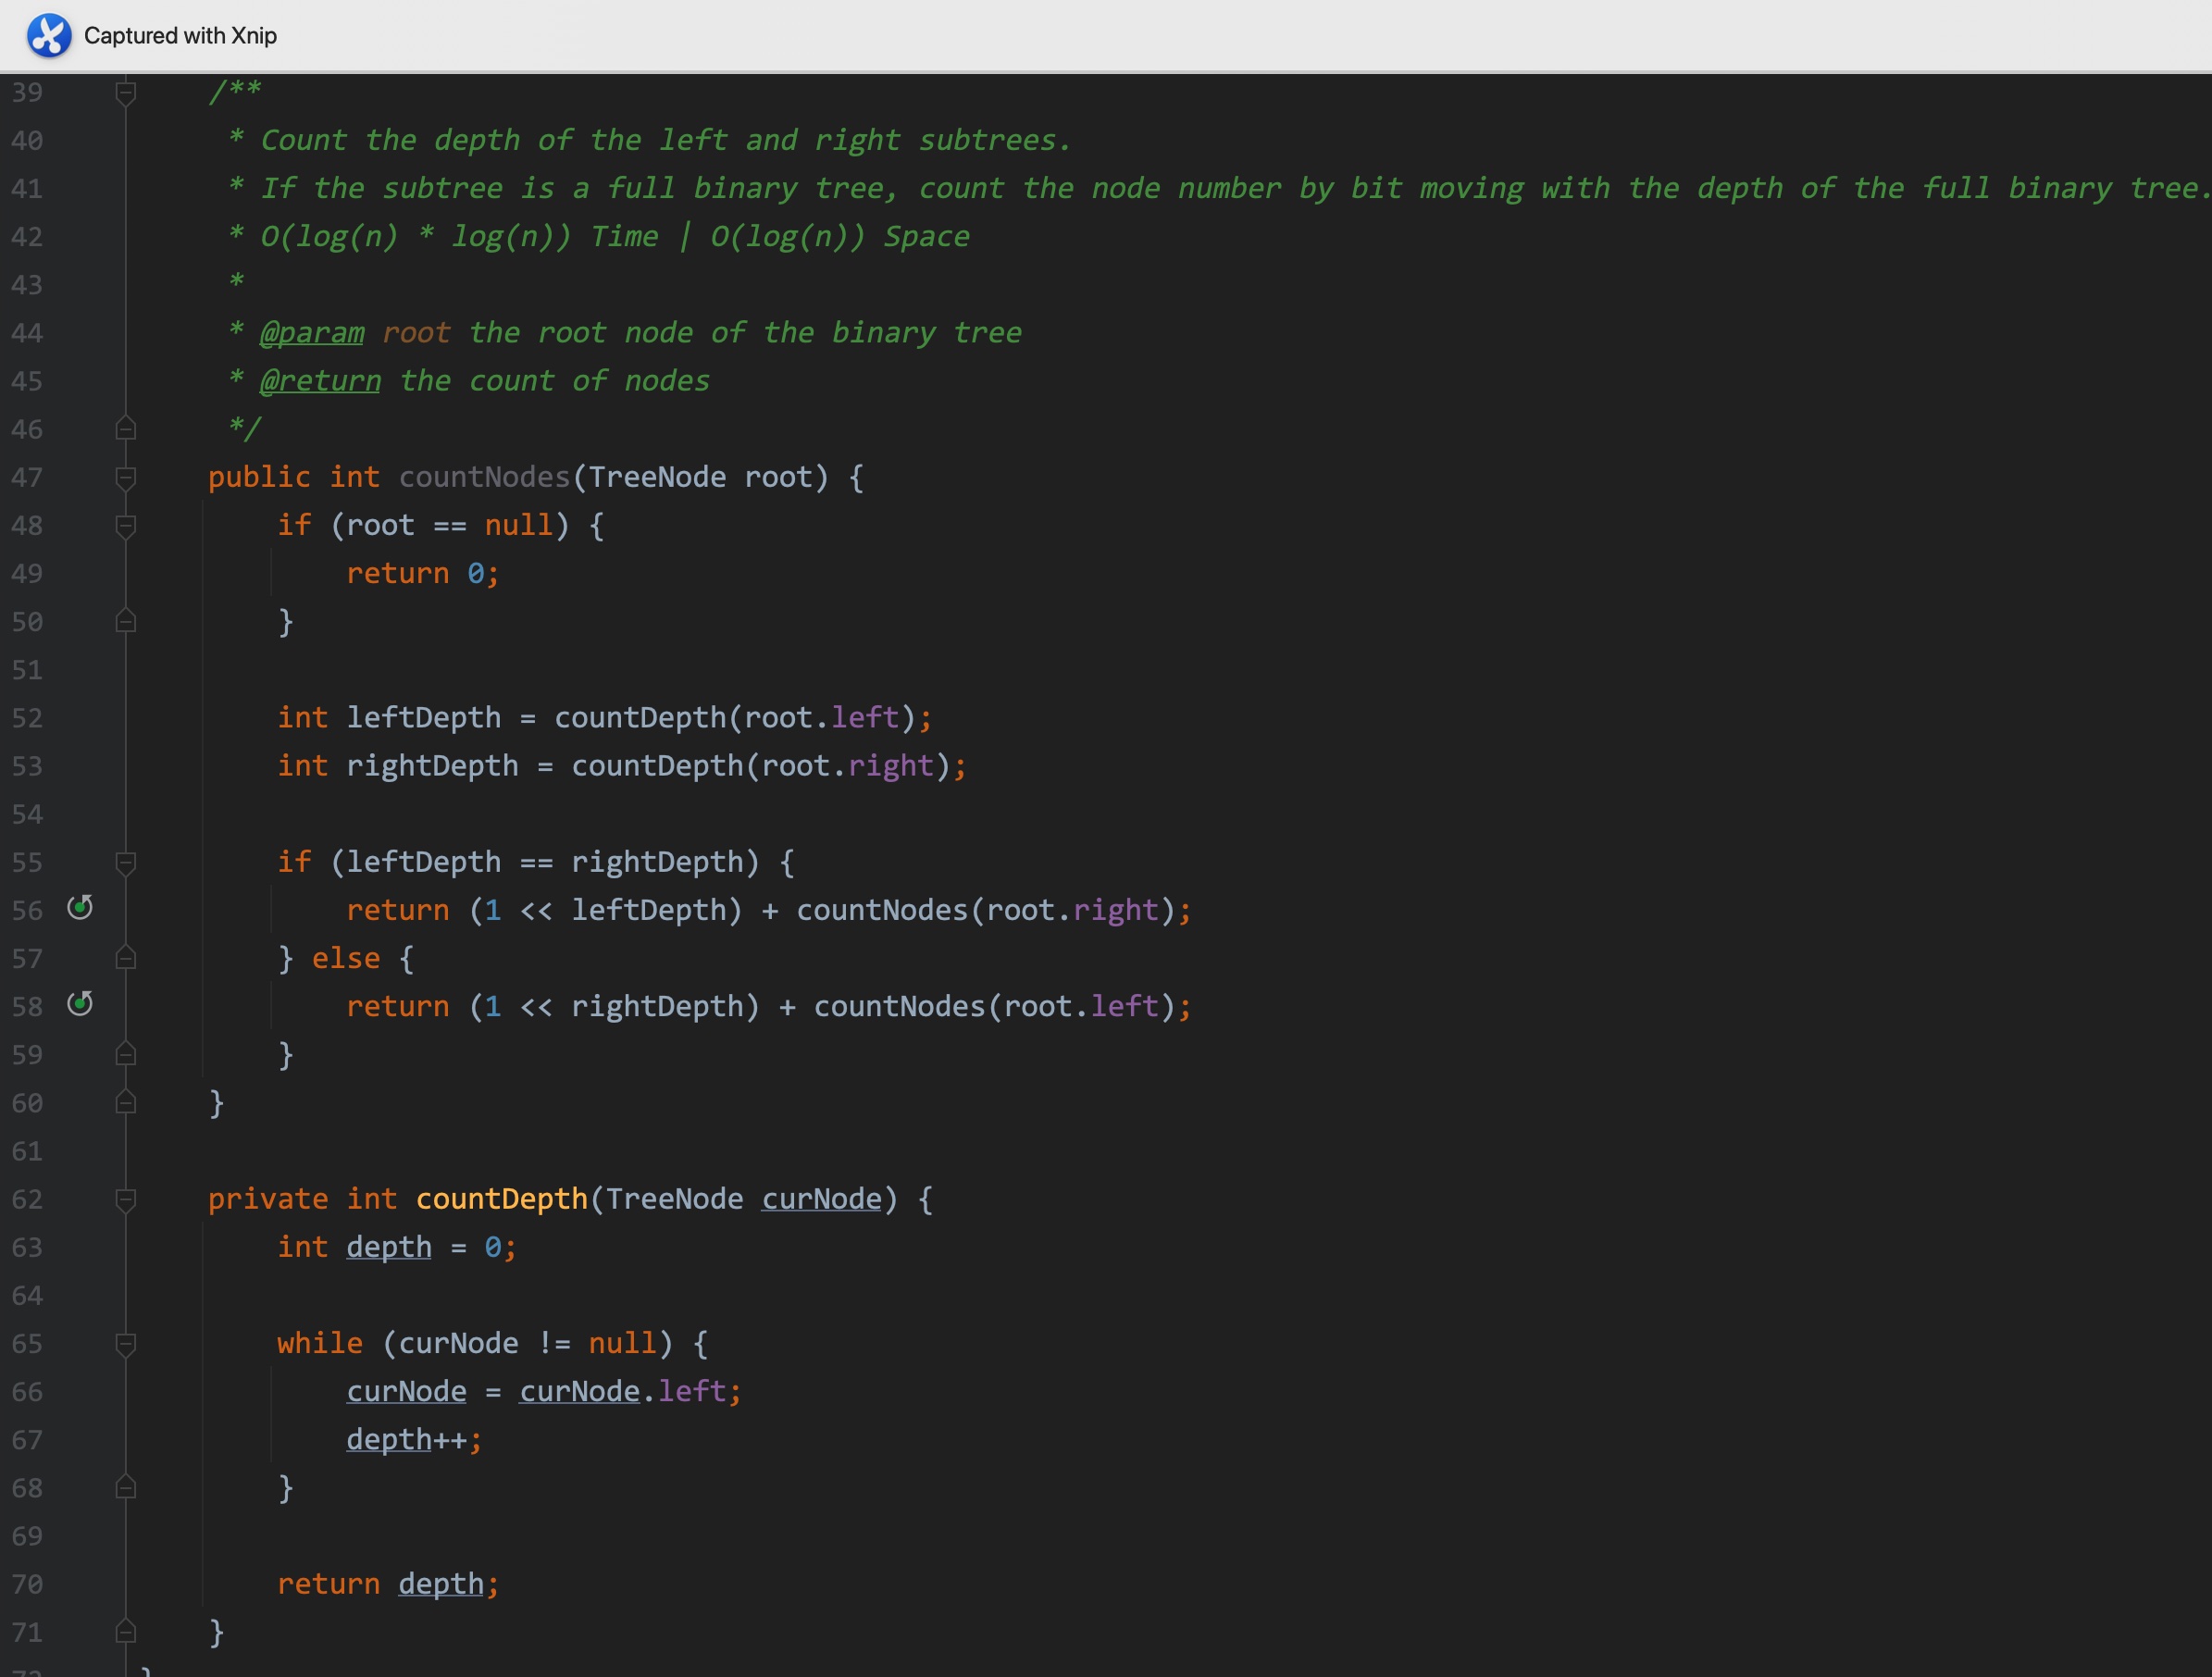 Captured with Xnip
39 /**
40 * Count the depth of the left and right subtrees.
41 * If the subtree is a full binary tree, count the node number by bit moving with the depth of the full binary tree.
42 * O(log(n) * log(n)) Time | O(log(n)) Space
43 *
44 * @param root the root node of the binary tree
45 * @return the count of nodes
46 */
47 public int countNodes(TreeNode root) {
48 if (root == null) {
49 return 0;
50 }
51
52 int leftDepth = countDepth(root.left);
53 int rightDepth = countDepth(root.right);
54
55 if (leftDepth == rightDepth) {
56 return (1 << leftDepth) + countNodes(root.right);
57 } else {
58 return (1 << rightDepth) + countNodes(root.left);
59 }
60 }
61
62 private int countDepth(TreeNode curNode) {
63 int depth = 0;
64
65 while (curNode != null) {
66 curNode = curNode.left;
67 depth++;
68 }
69
70 return depth;
71 }